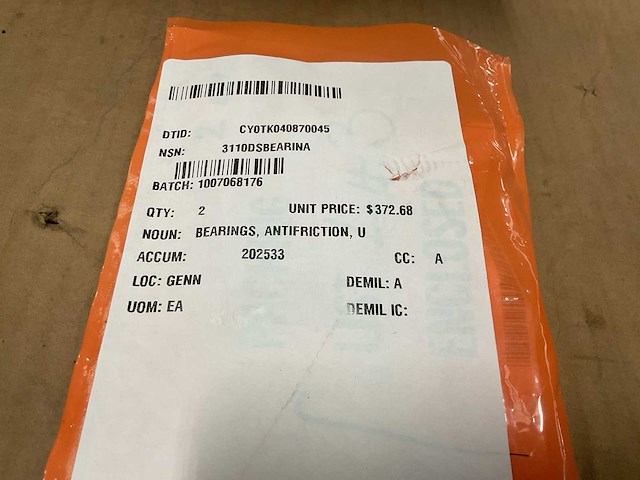 DTID: CY0TK040870045
NSN: 3110DSBEARINA
BATCH: 1007068176
QTY: 2 UNIT PRICE: $372.68
NOUN: BEARINGS, ANTIFRICTION, U
ACCUM: 202533 CC: A
LOC: GENN DEMIL: A
UOM: EA DEMIL IC: